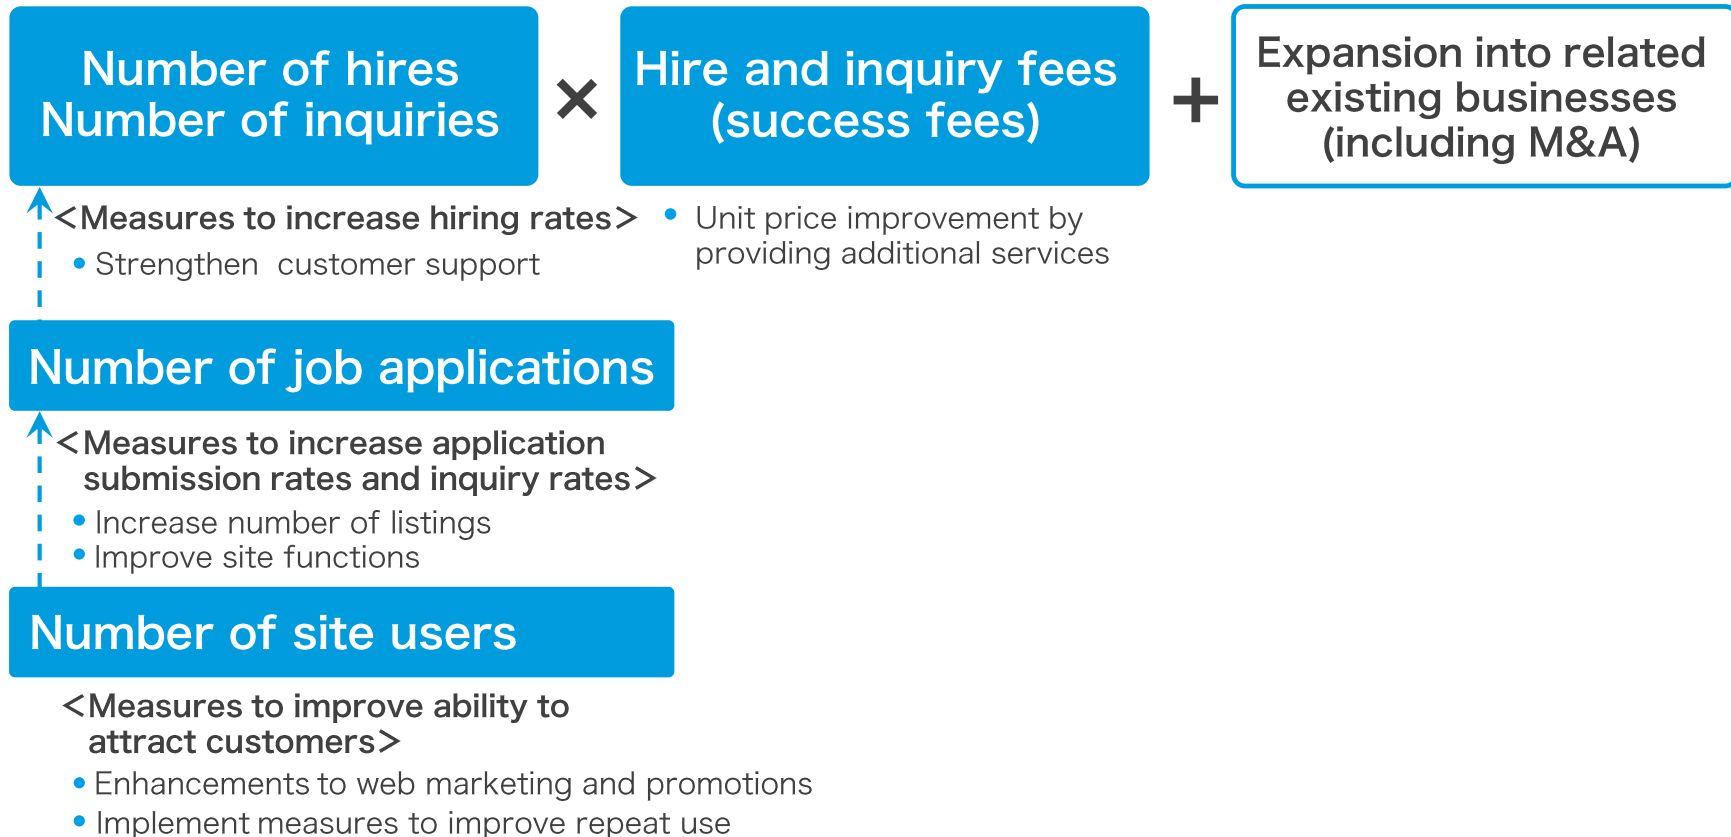 Number of hires
Number of inquiries
×
Hire and inquiry fees
(success fees)
+
Expansion into related
existing businesses
(including M&A)
<Measures to increase hiring rates>
• Strengthen customer support
• Unit price improvement by
providing additional services
Number of job applications
<Measures to increase application
submission rates and inquiry rates>
• Increase number of listings
• Improve site functions
Number of site users
<Measures to improve ability to
attract customers>
• Enhancements to web marketing and promotions
• Implement measures to improve repeat use